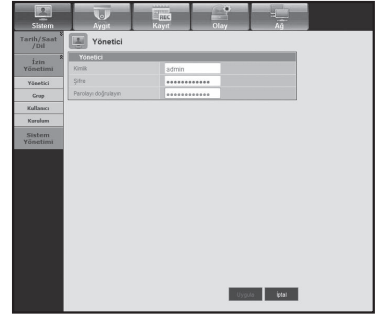 Sistem Aygıt Kayıt Olay Ağ
REC
Tarih/Saat
/Dil
İzin
Yönetimi
Yönetici
Grup
Kullanıcı
Kurulum
Sistem
Yönetimi
Yönetici
Yönetici
Kimlik admin
Şifre ••••••••••••
Parolayı doğrulayın ••••••••••••
Uygula İptal